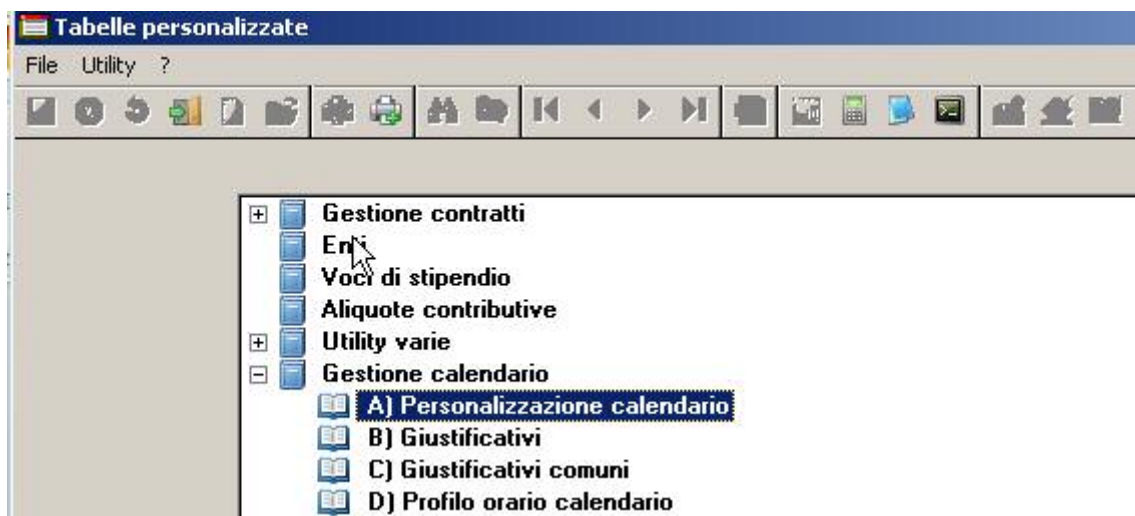 Tabelle personalizzate
File Utility ?
Gestione contratti
Enti
Voci di stipendio
Aliquote contributive
Utility varie
Gestione calendario
A) Personalizzazione calendario
B) Giustificativi
C) Giustificativi comuni
D) Profilo orario calendario